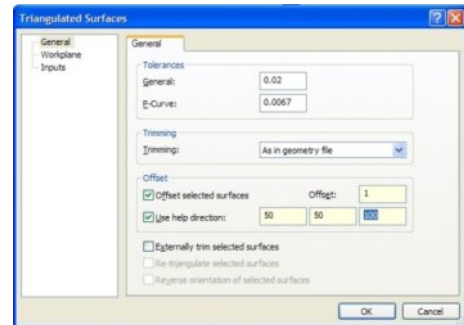 Triangulated Surfaces
General
Workplane
Inputs
General
Tolerances
General: 0.02
P-Curve: 0.0067
Trimming
Trimming: As in geometry file
Offset
Offset selected surfaces Offset: 1
Use help direction: 50 50 100
Externally trim selected surfaces
Re-triangulate selected surfaces
Reverse orientation of selected surfaces
OK Cancel